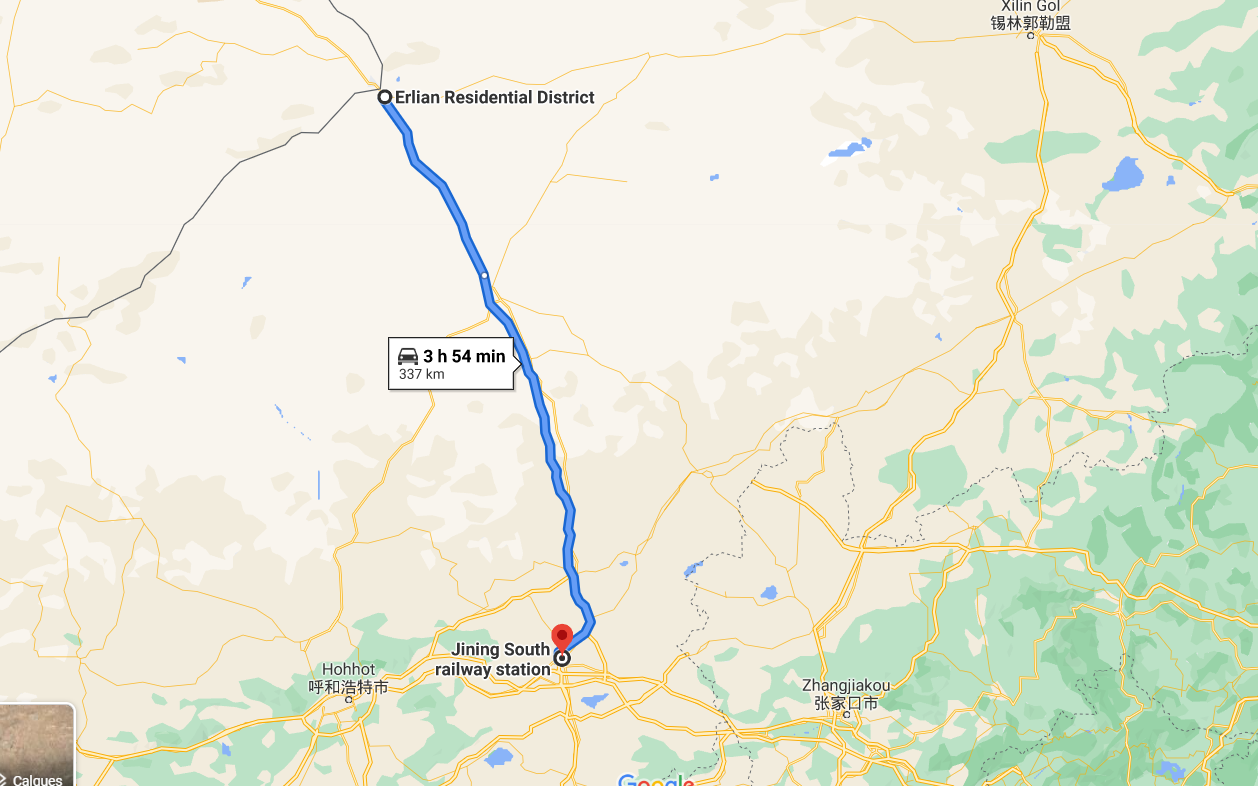 Xilin Gol
锡林郭勒盟
Erlian Residential District
3 h 54 min
337 km
Jining South
railway station
Hohhot
呼和浩特市
Zhangjiakou
张家口市
Calques
Google